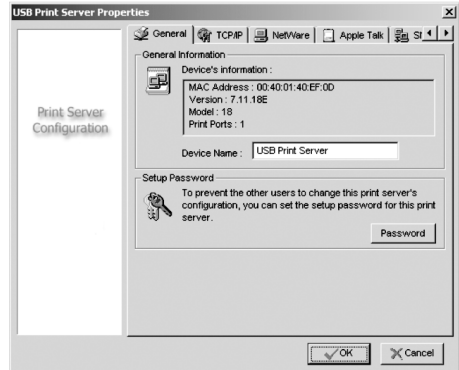 USB Print Server Properties
Print Server
Configuration
General
TCP/IP
NetWare
Apple Talk
General Information
Device's information :
MAC Address : 00:40:01:40:EF:0D
Version : 7.11.18E
Model : 18
Print Ports : 1
Device Name :
USB Print Server
Setup Password
To prevent the other users to change this print server's
configuration, you can set the setup password for this print
server.
Password
OK
Cancel